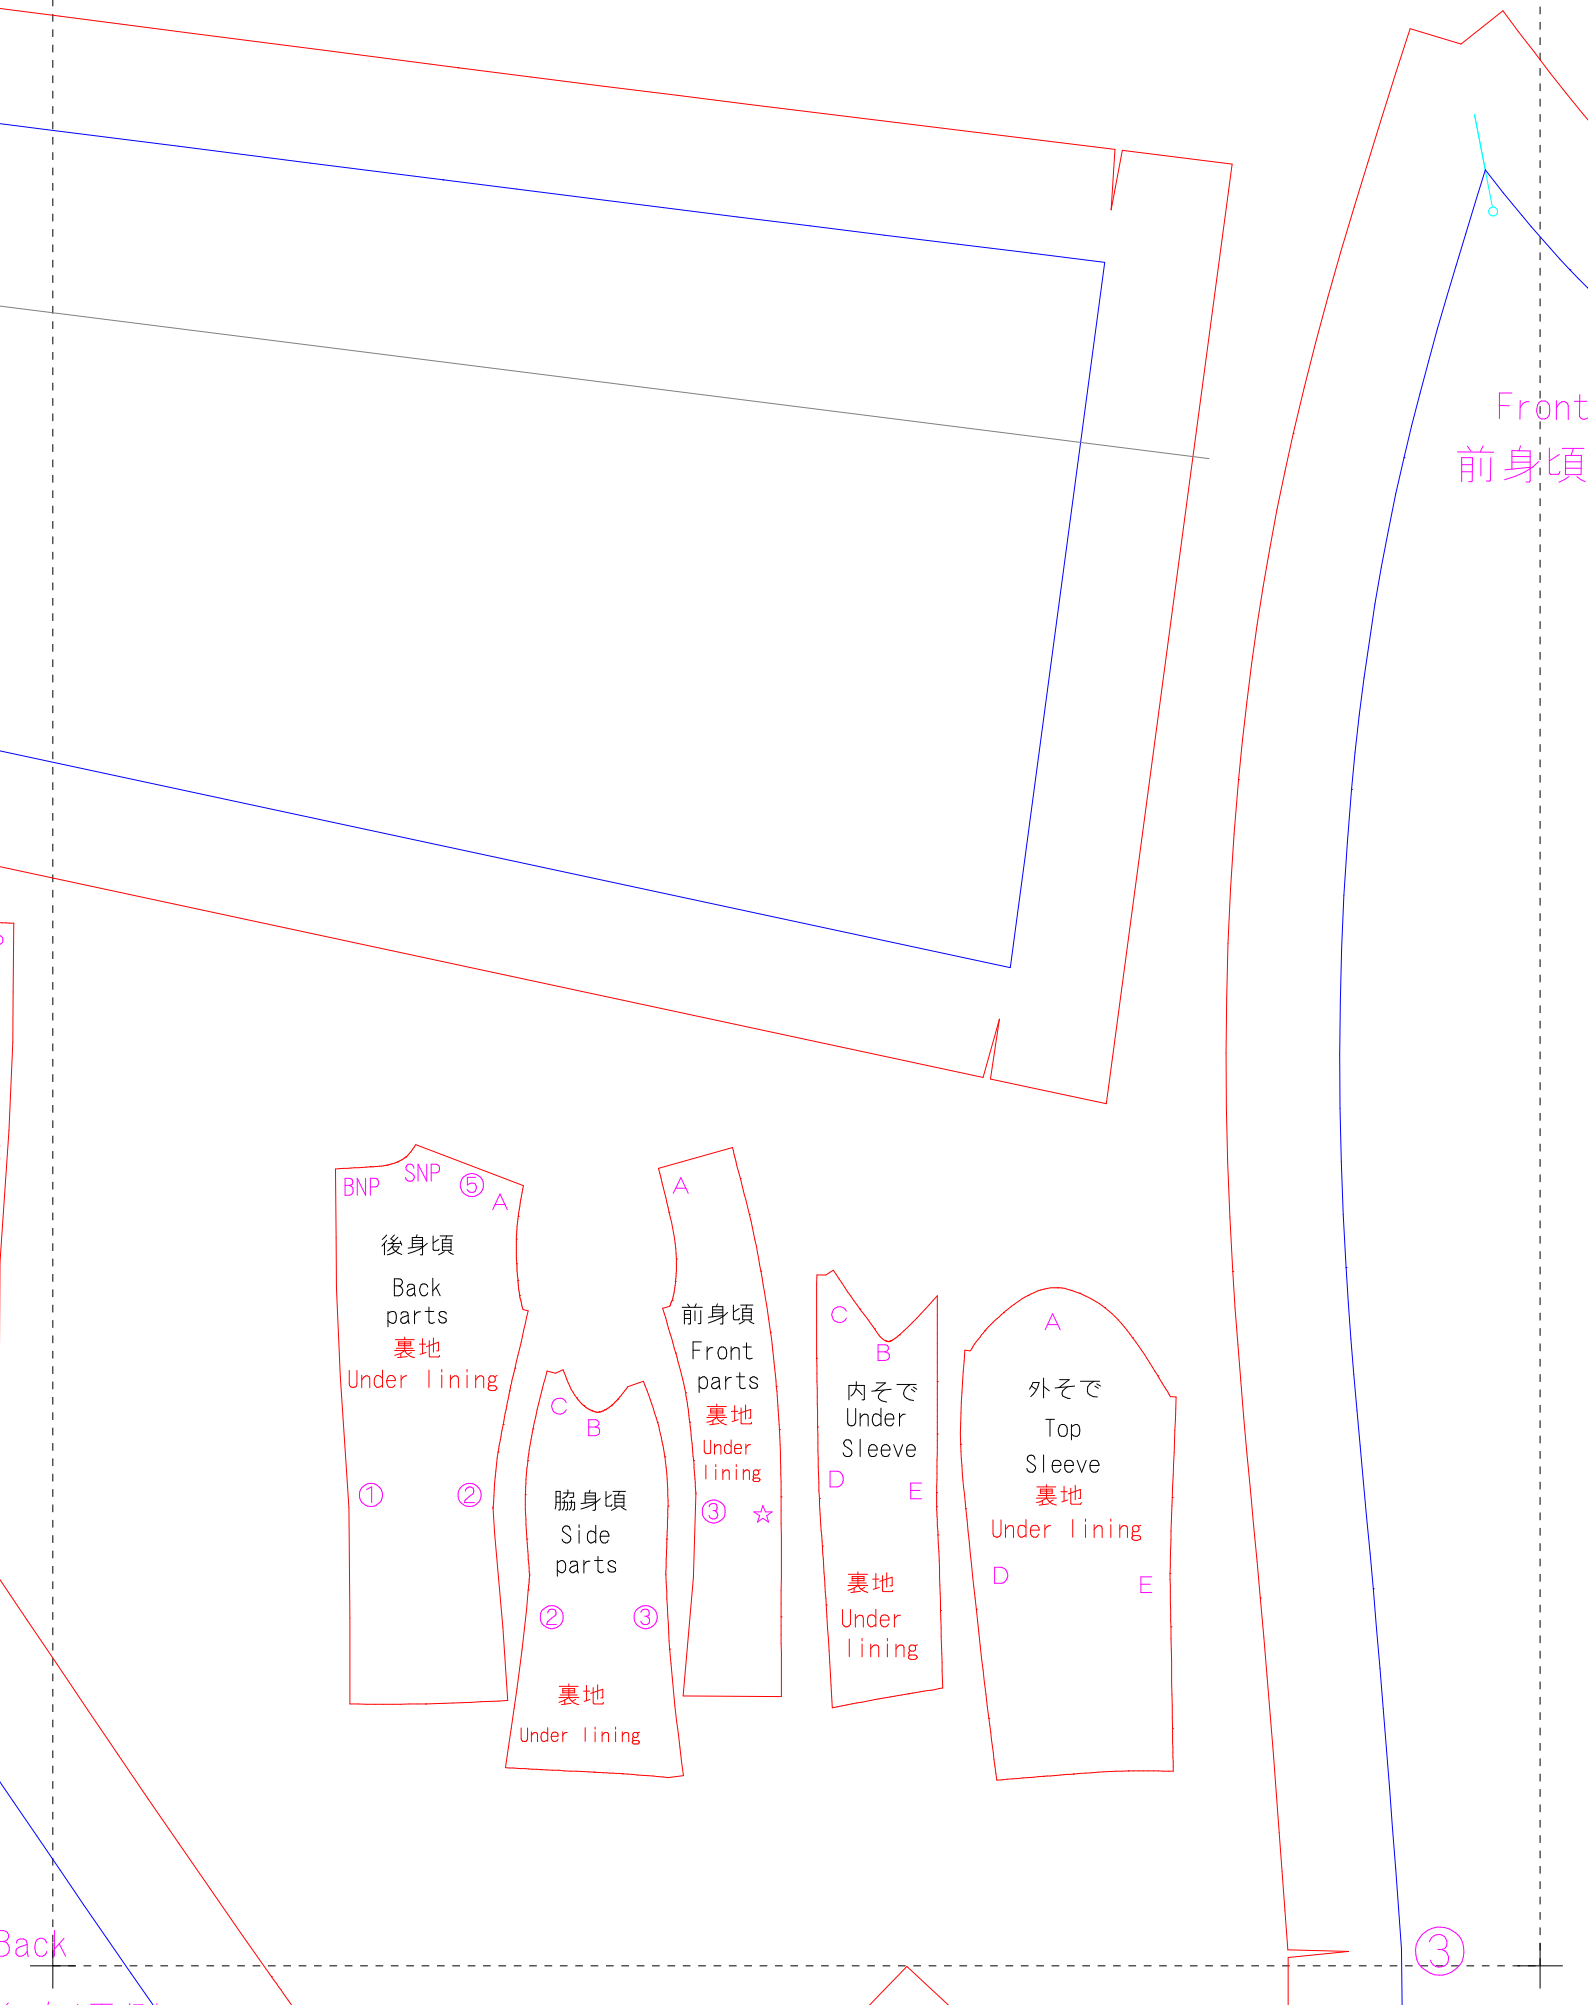 Front
前身頃
BNP
SNP
⑤
A
後身頃
Back
parts
裏地
Under lining
①
②
C
B
脇身頃
Side
parts
②
③
裏地
Under lining
A
前身頃
Front
parts
裏地
Under
lining
③
☆
C
B
内そで
Under
Sleeve
D
E
裏地
Under
lining
A
外そで
Top
Sleeve
裏地
Under lining
D
E
Back
③